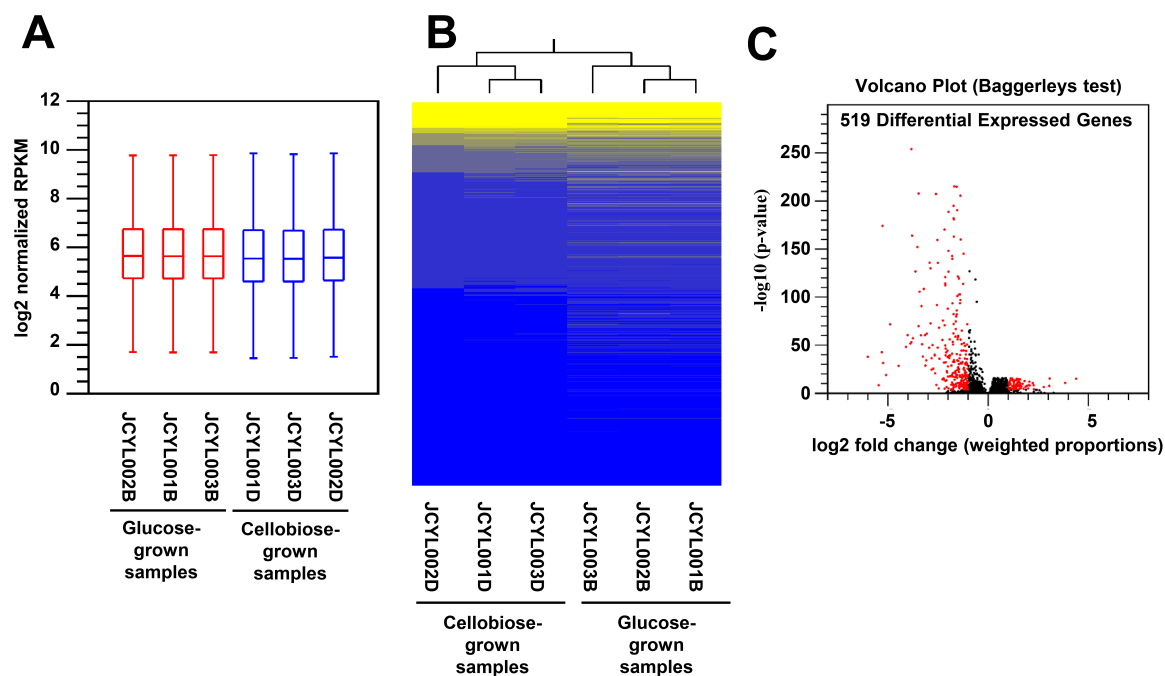 A
log2 normalized RPKM
12
10
8
6
4
2
0
JCYL002B
JCYL001B
JCYL003B
JCYL001D
JCYL003D
JCYL002D
Glucose-
grown
samples
Cellobiose-
grown
samples
B
JCYL002D
JCYL001D
JCYL003D
JCYL003B
JCYL002B
JCYL001B
Cellobiose-
grown
samples
Glucose-
grown
samples
C
Volcano Plot (Baggerleys test)
519 Differential Expressed Genes
-log10 (p-value)
250
200
150
100
50
0
-5
0
5
log2 fold change (weighted proportions)